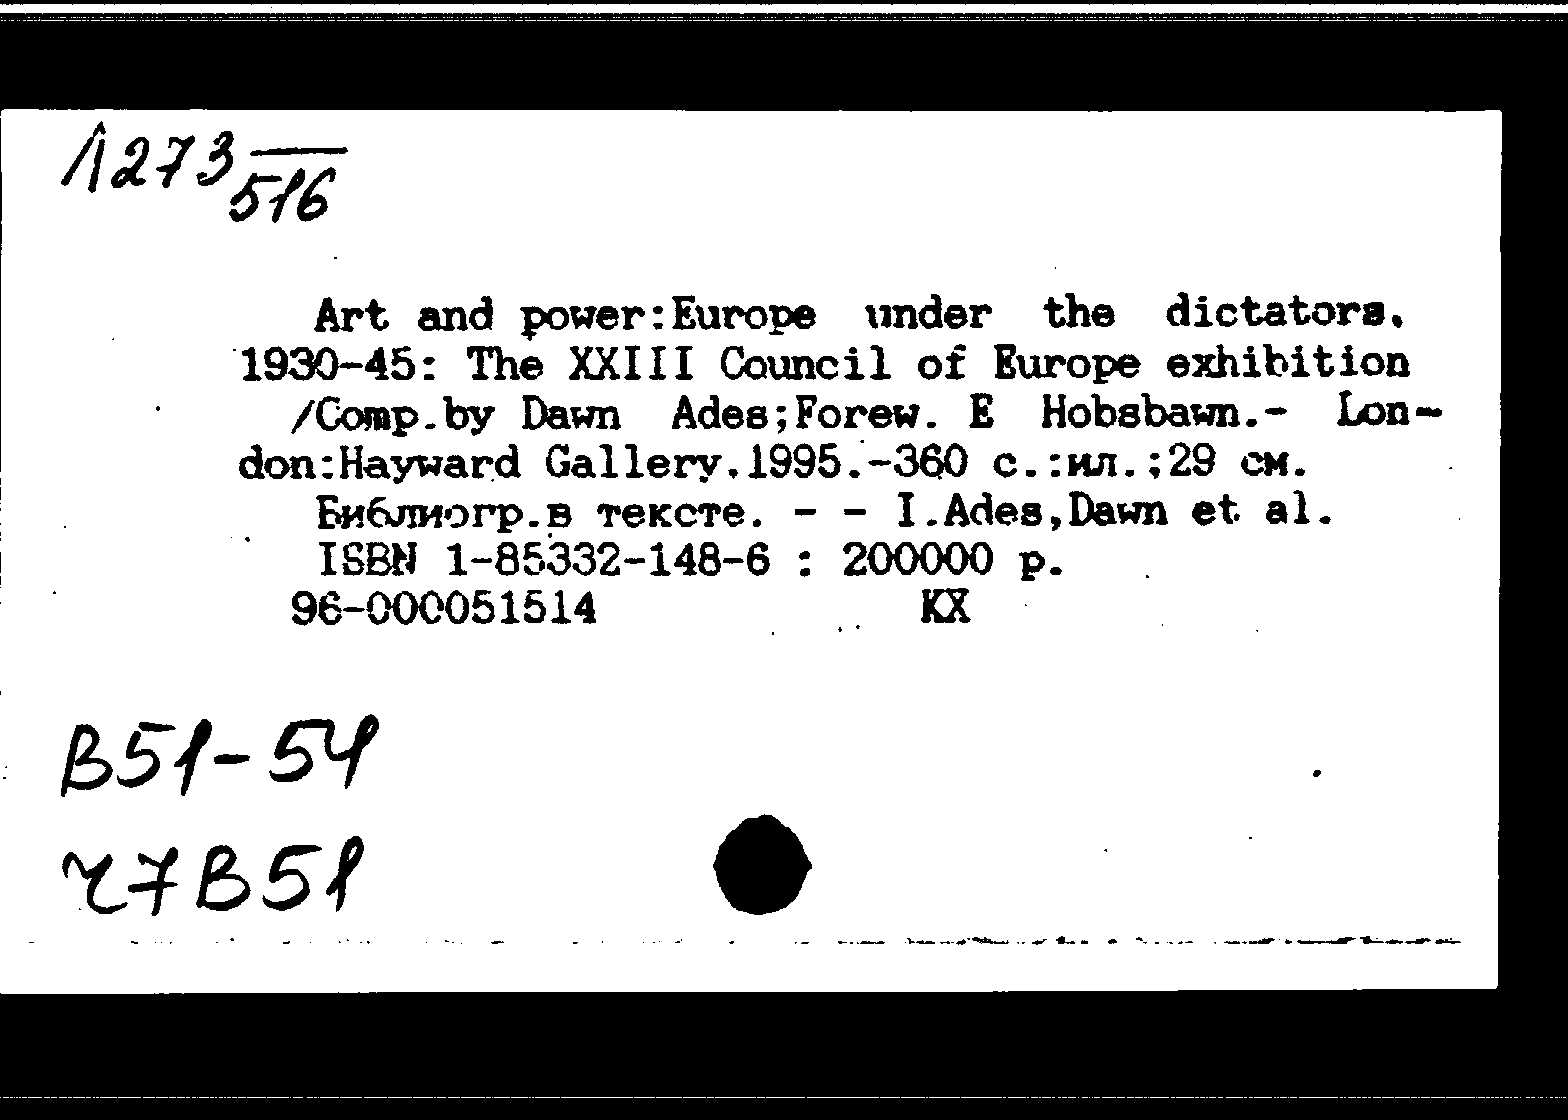 Л273
516
Art and power:Europe under the dictators.
1930-45: The XXIII Council of Europe exhibition
/Comp.by Dawn Ades;Forew. E Hobsbawn.- Lon-
don:Hayward Gallery.1995.-360 с.:ил.;29 см.
Библиогр.в тексте. - - I.Ades,Dawn et al.
ISBN 1-85332-148-6 : 200000 р.
96-000051514 КХ
В51-54
ч7В51